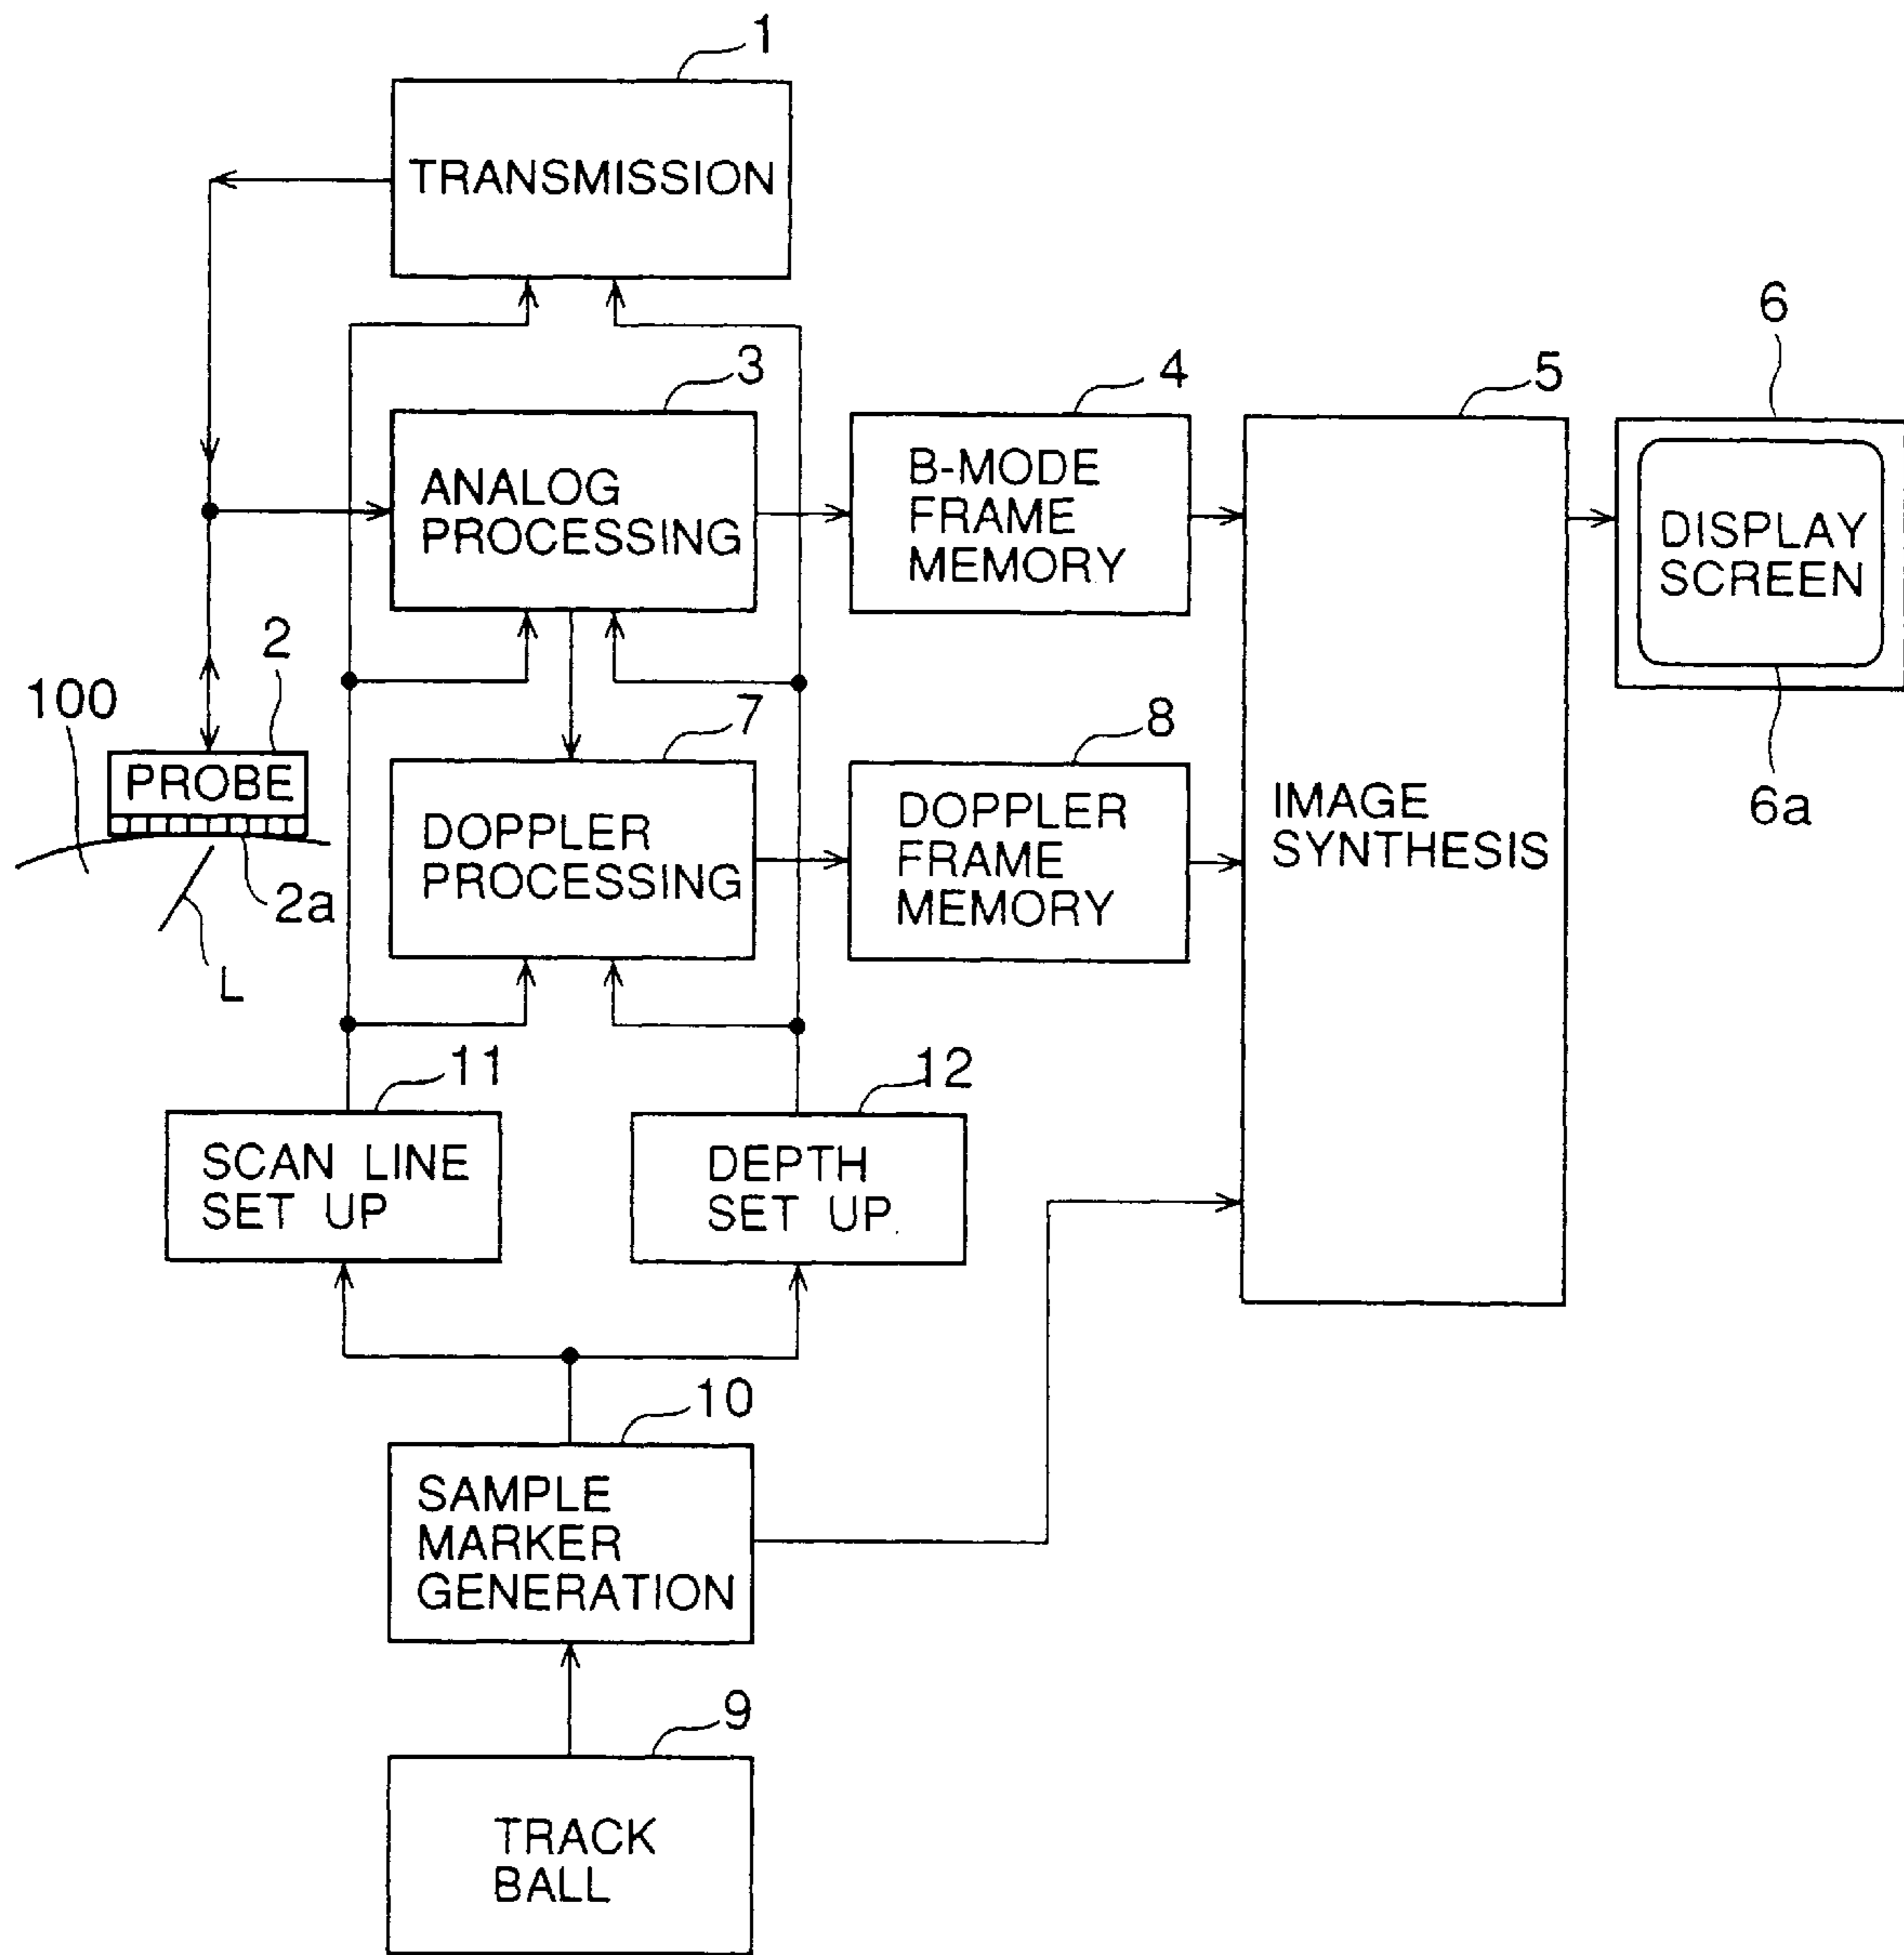 1
TRANSMISSION
3
ANALOG
PROCESSING
4
B-MODE
FRAME
MEMORY
5
IMAGE
SYNTHESIS
6
DISPLAY
SCREEN
6a
2
100
PROBE
2a
L
7
DOPPLER
PROCESSING
8
DOPPLER
FRAME
MEMORY
11
SCAN LINE
SET UP
12
DEPTH
SET UP
10
SAMPLE
MARKER
GENERATION
9
TRACK
BALL